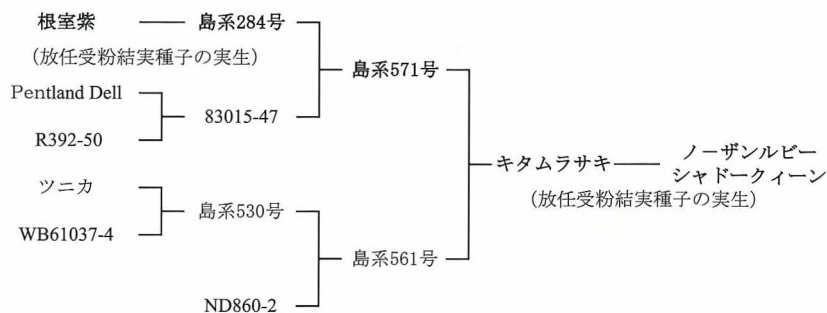 根室紫
島系284号
(放任受粉結実種子の実生)
島系571号
Pentland Dell
83015-47
R392-50
キタムラサキ
ノーザンルビー
シャドークィーン
(放任受粉結実種子の実生)
ツニカ
島系530号
WB61037-4
島系561号
ND860-2